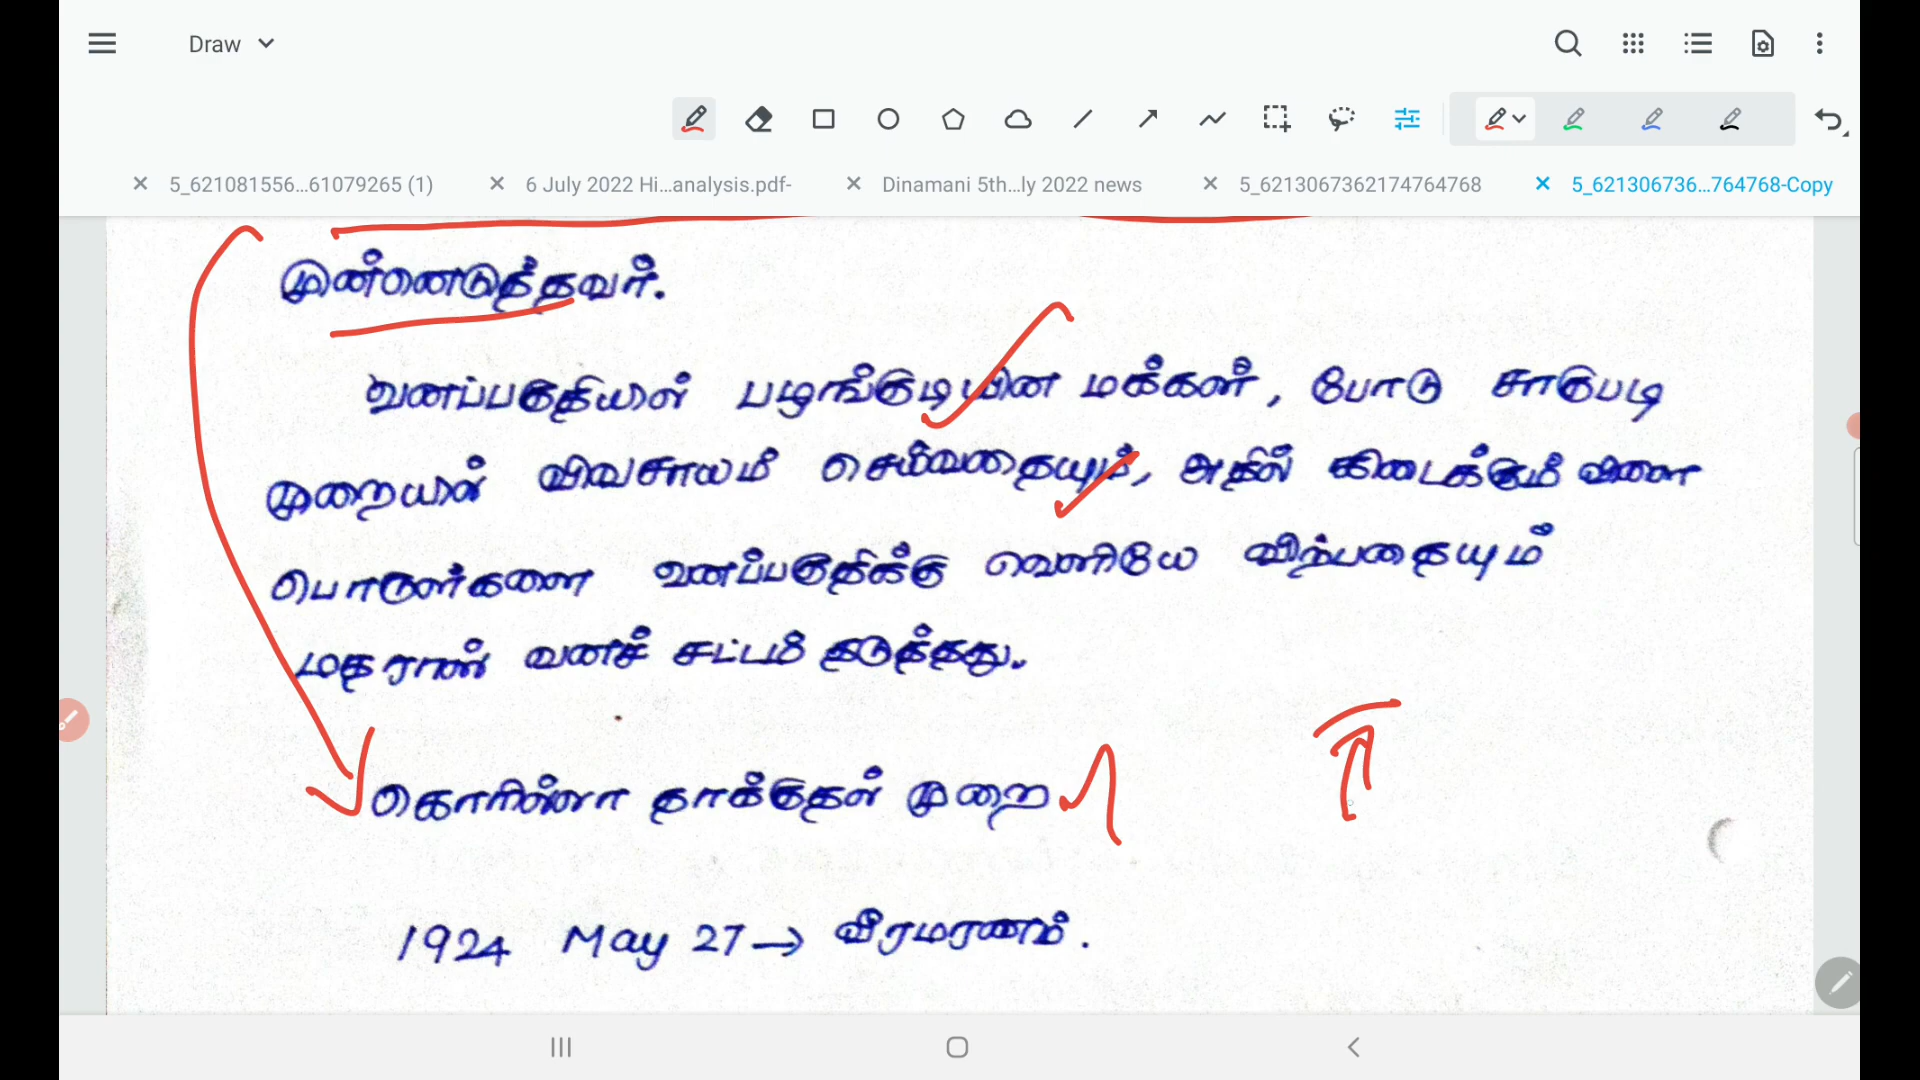 Draw
5_621081556...61079265 (1)
6 July 2022 Hi...analysis.pdf-
Dinamani 5th...ly 2022 news
5_6213067362174764768
5_621306736...764768-Copy
முன்னெடுத்தவர்.
வனப்பகுதியில் பழங்குடியின மக்கள், போடு சாகுபடி
முறையில் விவசாயம் செய்வதையும், அதில் கிடைக்கும் விளை
பொருள்களை வனப்பகுதிக்கு வெளியே விற்பதையும்
மதராஸ் வனச் சட்டம் தடுத்தது.
கொரில்லா தாக்குதல் முறை
1924 May 27 → வீரமரணம்.